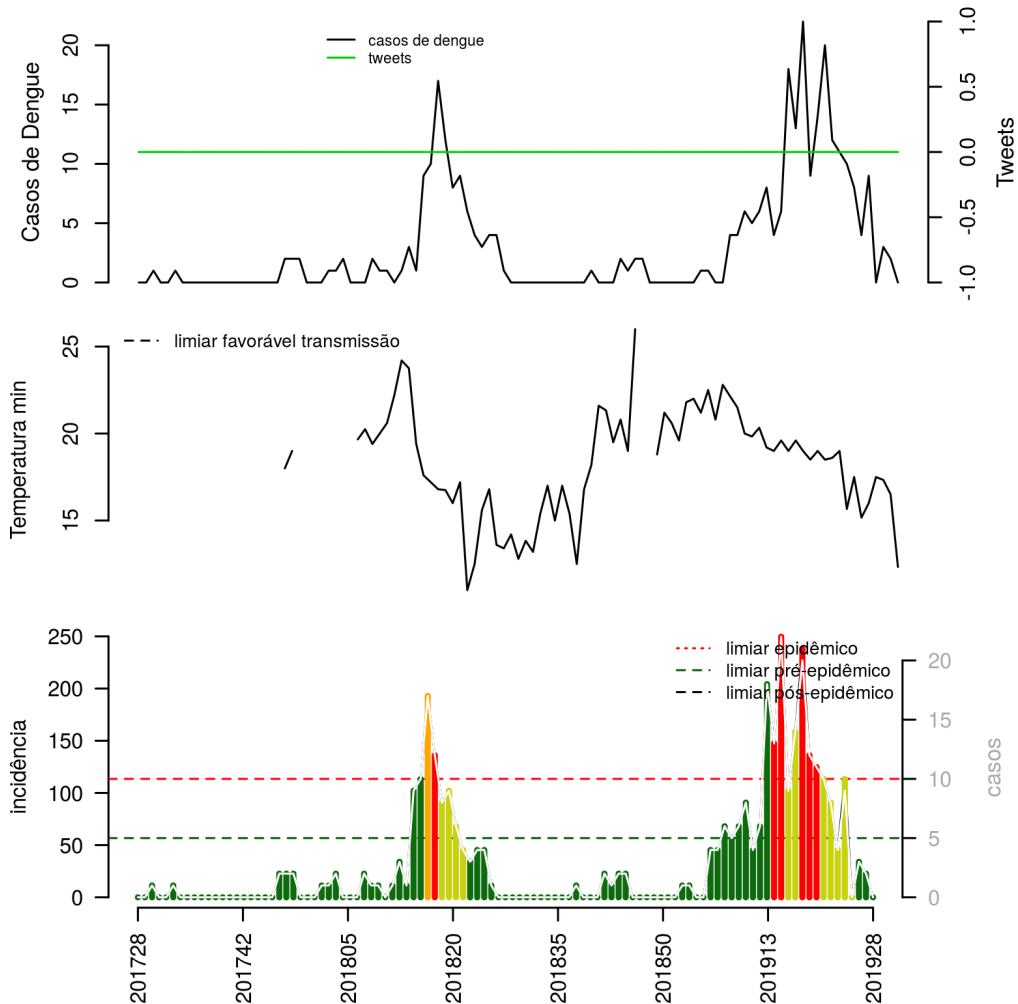 casos de dengue
tweets
Casos de Dengue
0
5
10
15
20
Tweets
-1.0
-0.5
0.0
0.5
1.0
limiar favorável transmissão
Temperatura min
15
20
25
limiar epidêmico
limiar pré-epidêmico
limiar pós-epidêmico
incidência
0
50
100
150
200
250
casos
0
5
10
15
20
201728
201742
201805
201820
201835
201850
201913
201928